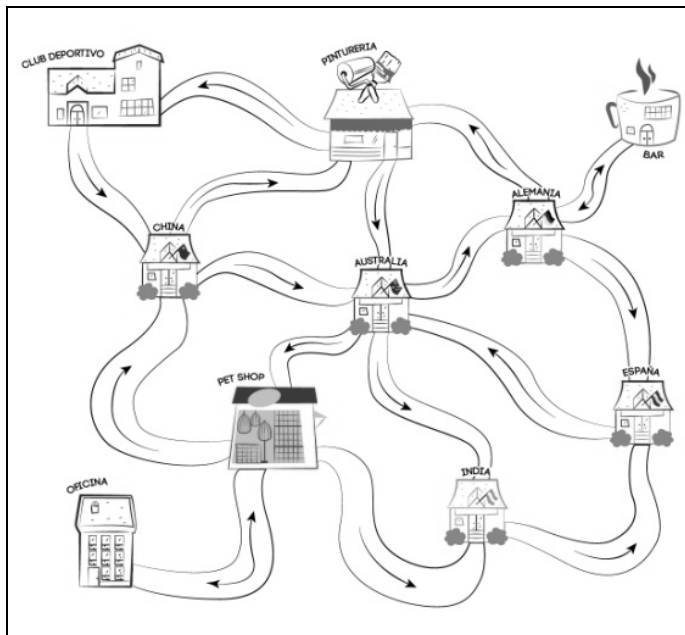 CLUB DEPORTIVO
PINTURERIA
BAR
ALEMANIA
CHINA
AUSTRALIA
PET SHOP
ESPAÑA
OFICINA
INDIA